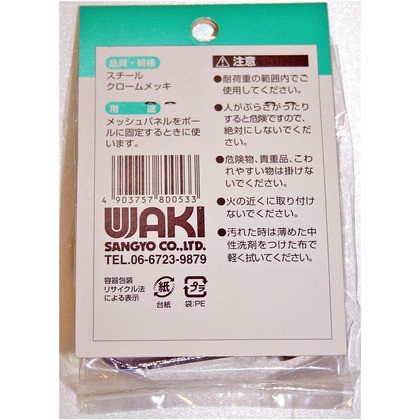 品質・規格
スチール
クロームメッキ
用途
メッシュパネルをポー
ルに固定するときに使
います。
4 903757 800533
WAKI
SANGYO CO.,LTD.
TEL.06-6723-9879
容器包装
リサイクル法
による表示
紙
台紙
プラ
袋:PE
注意
●耐荷重の範囲内でご
使用してください。
●人がぶらさがったり
すると危険ですので、
絶対にしないでくださ
い。
●危険物、貴重品、こわ
れやすい物は掛けな
いでください。
●火の近くに取り付け
ないでください。
●汚れた時は薄めた中
性洗剤をつけた布で
軽く拭いてください。